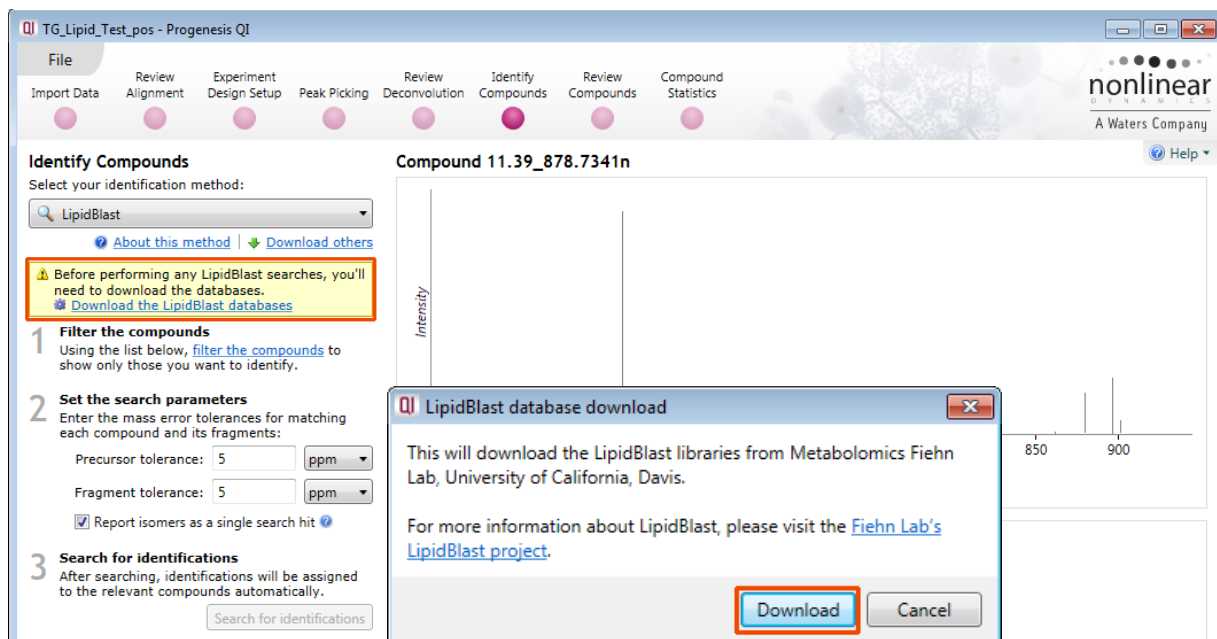 TG_Lipid_Test_pos - Progenesis QI
File
Import Data
Review Alignment
Experiment Design Setup
Peak Picking
Review Deconvolution
Identify Compounds
Review Compounds
Compound Statistics
nonlinear
DYNAMICS
A Waters Company
Help
Identify Compounds
Select your identification method:
LipidBlast
About this method | Download others
Before performing any LipidBlast searches, you'll
need to download the databases.
Download the LipidBlast databases
1 Filter the compounds
Using the list below, filter the compounds to
show only those you want to identify.
2 Set the search parameters
Enter the mass error tolerances for matching
each compound and its fragments:
Precursor tolerance: 5 ppm
Fragment tolerance: 5 ppm
Report isomers as a single search hit
3 Search for identifications
After searching, identifications will be assigned
to the relevant compounds automatically.
Search for identifications
Compound 11.39_878.7341n
Intensity
850 900
QI LipidBlast database download
This will download the LipidBlast libraries from Metabolomics Fiehn
Lab, University of California, Davis.
For more information about LipidBlast, please visit the Fiehn Lab's
LipidBlast project.
Download Cancel